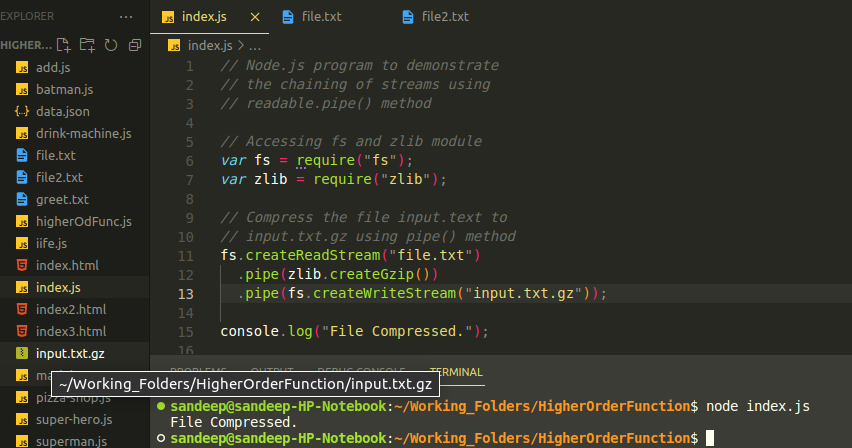 EXPLORER
HIGHER...
add.js
batman.js
data.json
drink-machine.js
file.txt
file2.txt
greet.txt
higherOdFunc.js
iife.js
index.html
index.js
index2.html
index3.html
input.txt.gz
pizza-shop.js
super-hero.js
superman.js
index.js file.txt file2.txt
index.js > ...
1 // Node.js program to demonstrate
2 // the chaining of streams using
3 // readable.pipe() method
4
5 // Accessing fs and zlib module
6 var fs = require("fs");
7 var zlib = require("zlib");
8
9 // Compress the file input.text to
10 // input.txt.gz using pipe() method
11 fs.createReadStream("file.txt")
12 .pipe(zlib.createGzip())
13 .pipe(fs.createWriteStream("input.txt.gz"));
14
15 console.log("File Compressed.");
16
PROBLEMS OUTPUT DEBUG CONSOLE TERMINAL
~/Working_Folders/HigherOrderFunction/input.txt.gz
sandeep@sandeep-HP-Notebook:~/Working_Folders/HigherOrderFunction$ node index.js
File Compressed.
sandeep@sandeep-HP-Notebook:~/Working_Folders/HigherOrderFunction$